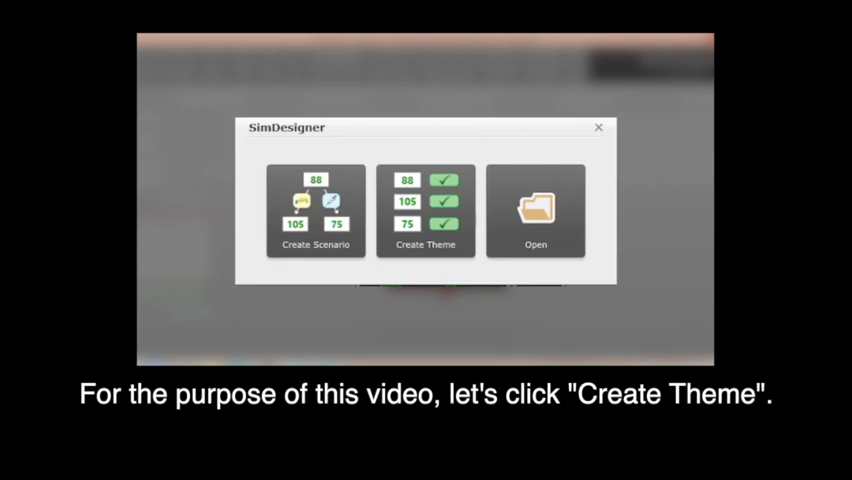 SimDesigner
88
105 75
Create Scenario
88
105
75
Create Theme
Open
For the purpose of this video, let's click "Create Theme".